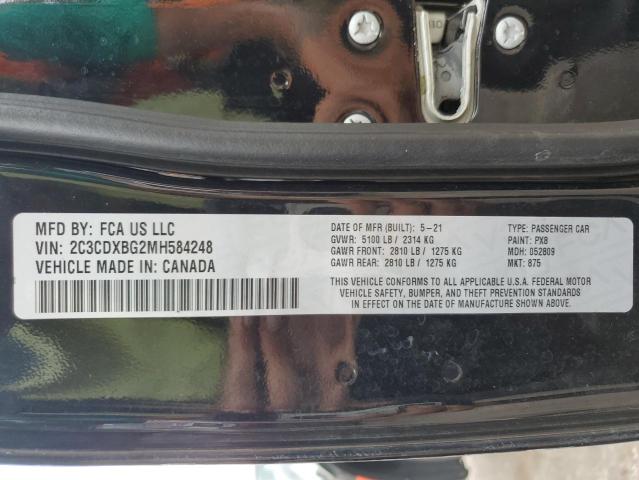 MFD BY: FCA US LLC
VIN: 2C3CDXBG2MH584248
VEHICLE MADE IN: CANADA
DATE OF MFR (BUILT): 5-21
GVWR: 5100 LB / 2314 KG
GAWR FRONT: 2810 LB / 1275 KG
GAWR REAR: 2810 LB / 1275 KG
TYPE: PASSENGER CAR
PAINT: PX8
MDH: 052809
MKT: 875
THIS VEHICLE CONFORMS TO ALL APPLICABLE U.S.A. FEDERAL MOTOR
VEHICLE SAFETY, BUMPER, AND THEFT PREVENTION STANDARDS
IN EFFECT ON THE DATE OF MANUFACTURE SHOWN ABOVE.